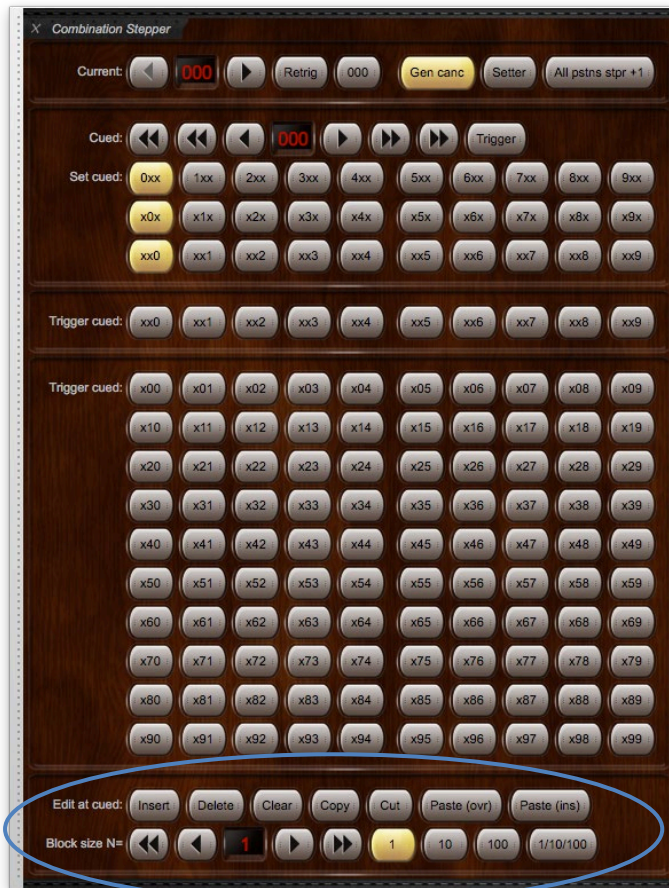 X Combination Stepper
Current: 000 Retrig 000 Gen canc Setter All pstns stpr +1
Cued: 000 Trigger
Set cued: 0xx 1xx 2xx 3xx 4xx 5xx 6xx 7xx 8xx 9xx
x0x x1x x2x x3x x4x x5x x6x x7x x8x x9x
xx0 xx1 xx2 xx3 xx4 xx5 xx6 xx7 xx8 xx9
Trigger cued: xx0 xx1 xx2 xx3 xx4 xx5 xx6 xx7 xx8 xx9
Trigger cued: x00 x01 x02 x03 x04 x05 x06 x07 x08 x09
x10 x11 x12 x13 x14 x15 x16 x17 x18 x19
x20 x21 x22 x23 x24 x25 x26 x27 x28 x29
x30 x31 x32 x33 x34 x35 x36 x37 x38 x39
x40 x41 x42 x43 x44 x45 x46 x47 x48 x49
x50 x51 x52 x53 x54 x55 x56 x57 x58 x59
x60 x61 x62 x63 x64 x65 x66 x67 x68 x69
x70 x71 x72 x73 x74 x75 x76 x77 x78 x79
x80 x81 x82 x83 x84 x85 x86 x87 x88 x89
x90 x91 x92 x93 x94 x95 x96 x97 x98 x99
Edit at cued: Insert Delete Clear Copy Cut Paste (ovr) Paste (ins)
Block size N= 1 1 10 100 1/10/100